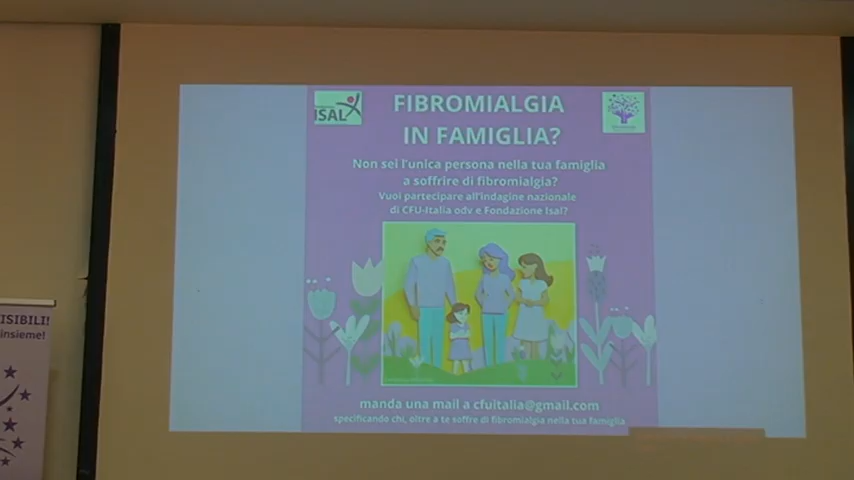 ISAL
FIBROMIALGIA
IN FAMIGLIA?
Non sei l'unica persona nella tua famiglia
a soffrire di fibromialgia?
Vuoi partecipare all'indagine nazionale
di CFU-Italia odv e Fondazione Isal?
manda una mail a cfuitalia@gmail.com
specificando chi, oltre a te soffre di fibromialgia nella tua famiglia
ISIBILI!
insieme!